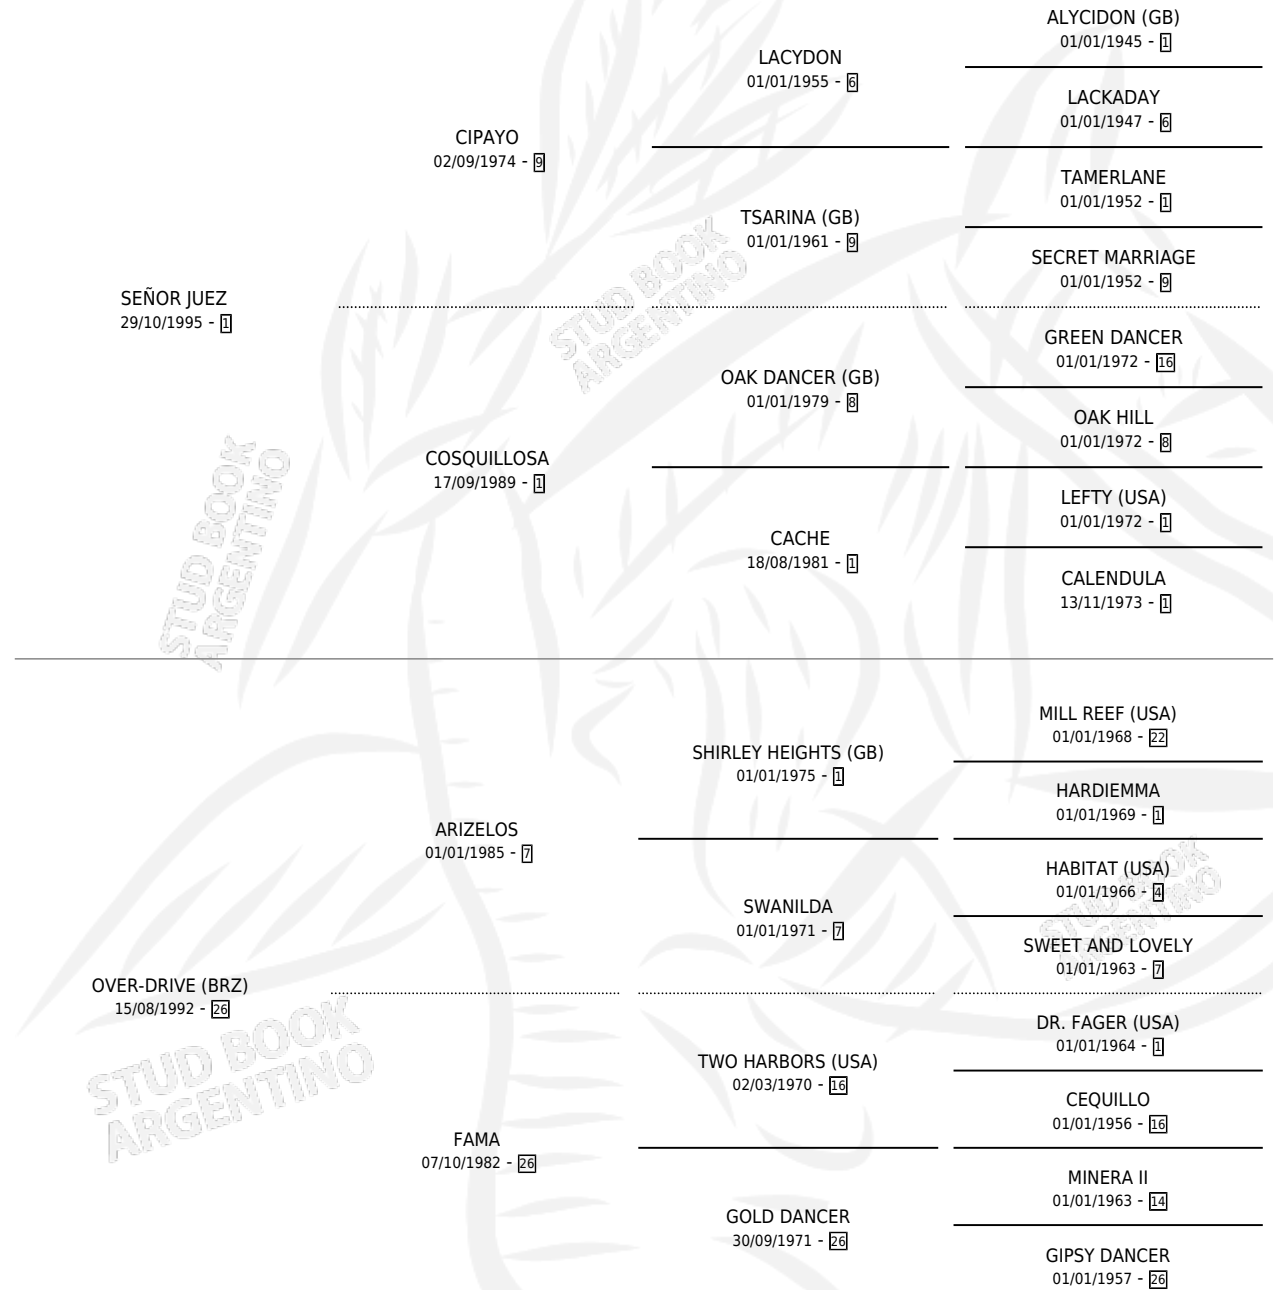 ALYCIDON (GB)
01/01/1945 - 1
LACYDON
01/01/1955 - 6
LACKADAY
01/01/1947 - 6
CIPAYO
02/09/1974 - 9
TAMERLANE
01/01/1952 - 1
TSARINA (GB)
01/01/1961 - 9
SECRET MARRIAGE
01/01/1952 - 9
SEÑOR JUEZ
29/10/1995 - 1
GREEN DANCER
01/01/1972 - 16
OAK DANCER (GB)
01/01/1979 - 8
OAK HILL
01/01/1972 - 8
COSQUILLOSA
17/09/1989 - 1
LEFTY (USA)
01/01/1972 - 1
CACHE
18/08/1981 - 1
CALENDULA
13/11/1973 - 1
MILL REEF (USA)
01/01/1968 - 22
SHIRLEY HEIGHTS (GB)
01/01/1975 - 1
HARDIEMMA
01/01/1969 - 1
ARIZELOS
01/01/1985 - 7
HABITAT (USA)
01/01/1966 - 4
SWANILDA
01/01/1971 - 7
SWEET AND LOVELY
01/01/1963 - 7
OVER-DRIVE (BRZ)
15/08/1992 - 26
DR. FAGER (USA)
01/01/1964 - 1
TWO HARBORS (USA)
02/03/1970 - 16
CEQUILLO
01/01/1956 - 16
FAMA
07/10/1982 - 26
MINERA II
01/01/1963 - 14
GOLD DANCER
30/09/1971 - 26
GIPSY DANCER
01/01/1957 - 26
STUD BOOK
ARGENTINO
STUD BOOK
ARGENTINO
STUD BOOK
ARGENTINO
STUD BOOK
ARGENTINO